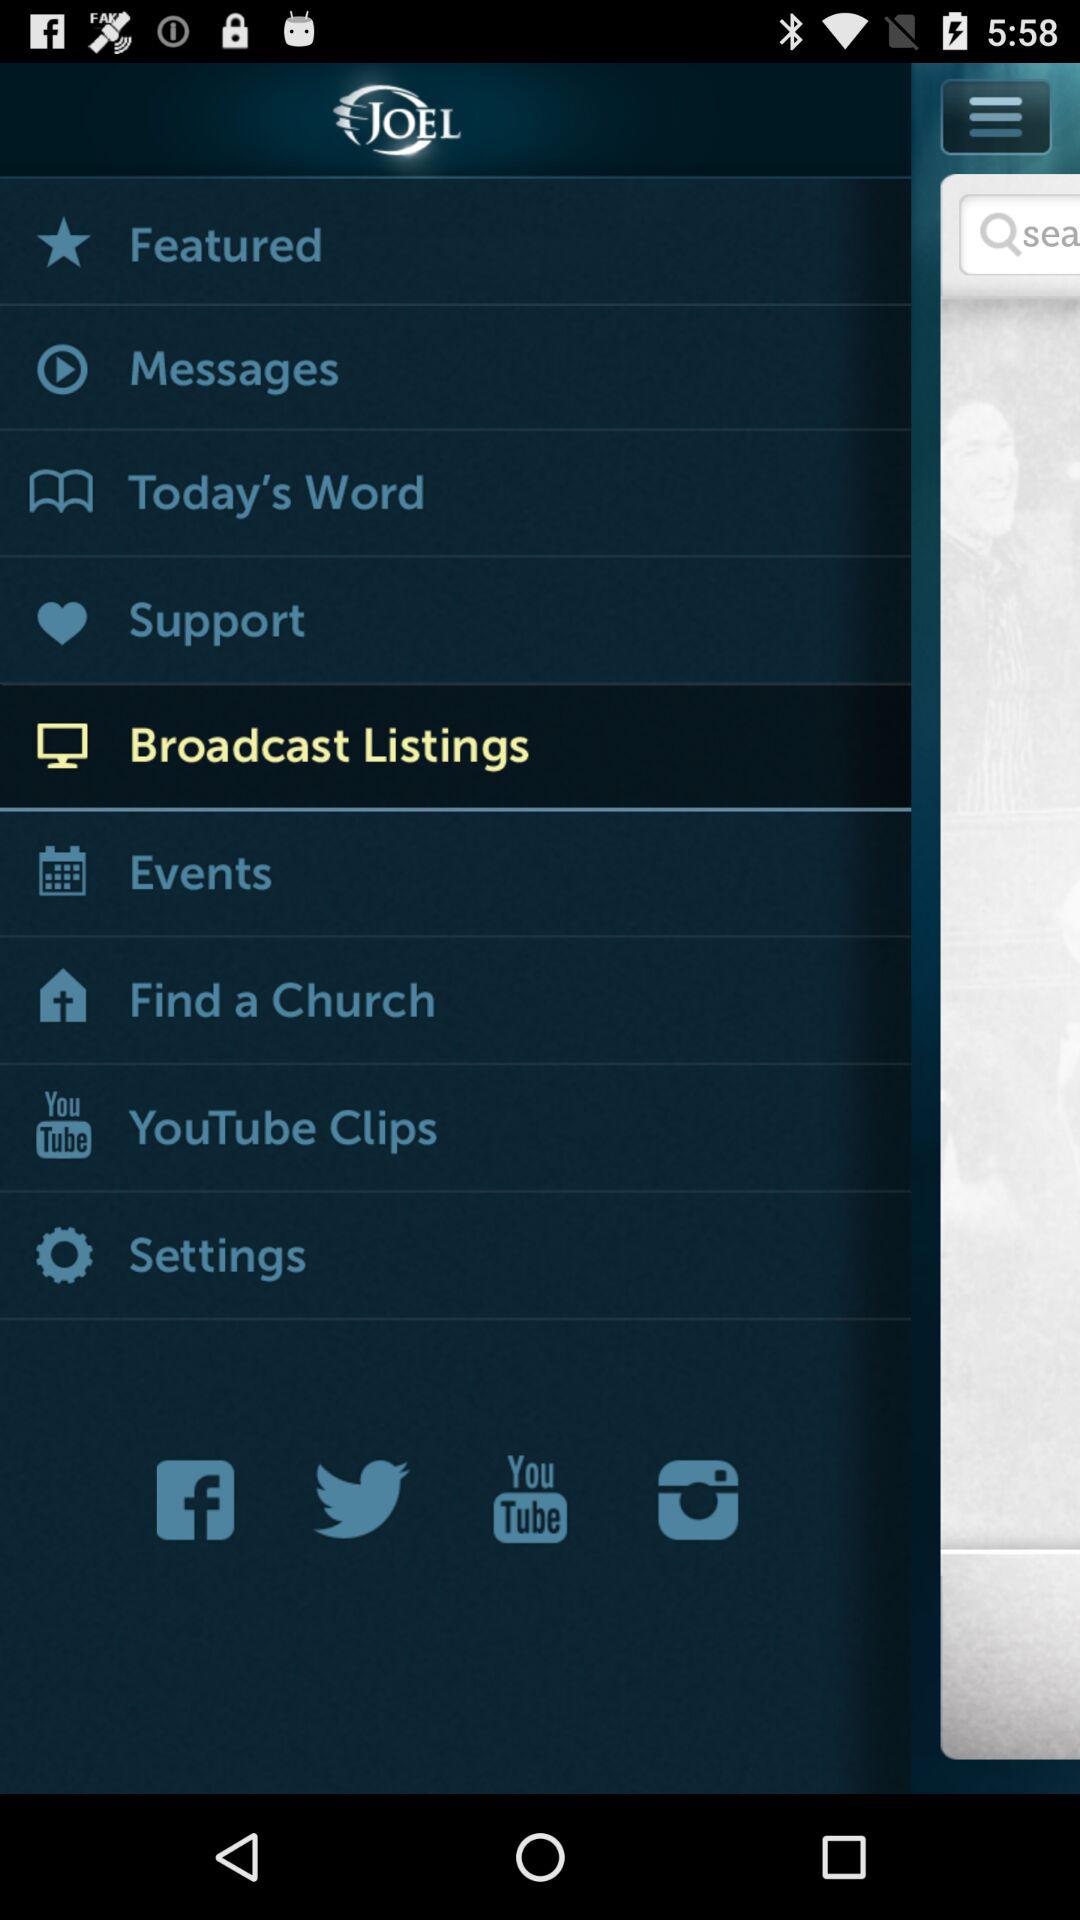 FAK
5:58
JOEL
sea
Featured
Messages
Today's Word
Support
Broadcast Listings
Events
Find a Church
You
Tube
YouTube Clips
Settings
You
Tube